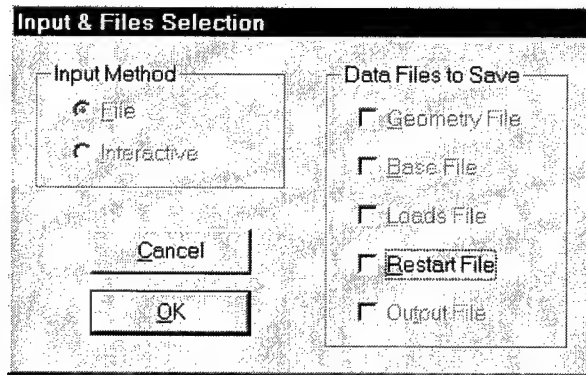 Input & Files Selection
Input Method
File
Interactive
Cancel
OK
Data Files to Save
Geometry File
Base File
Loads File
Restart File
Output File